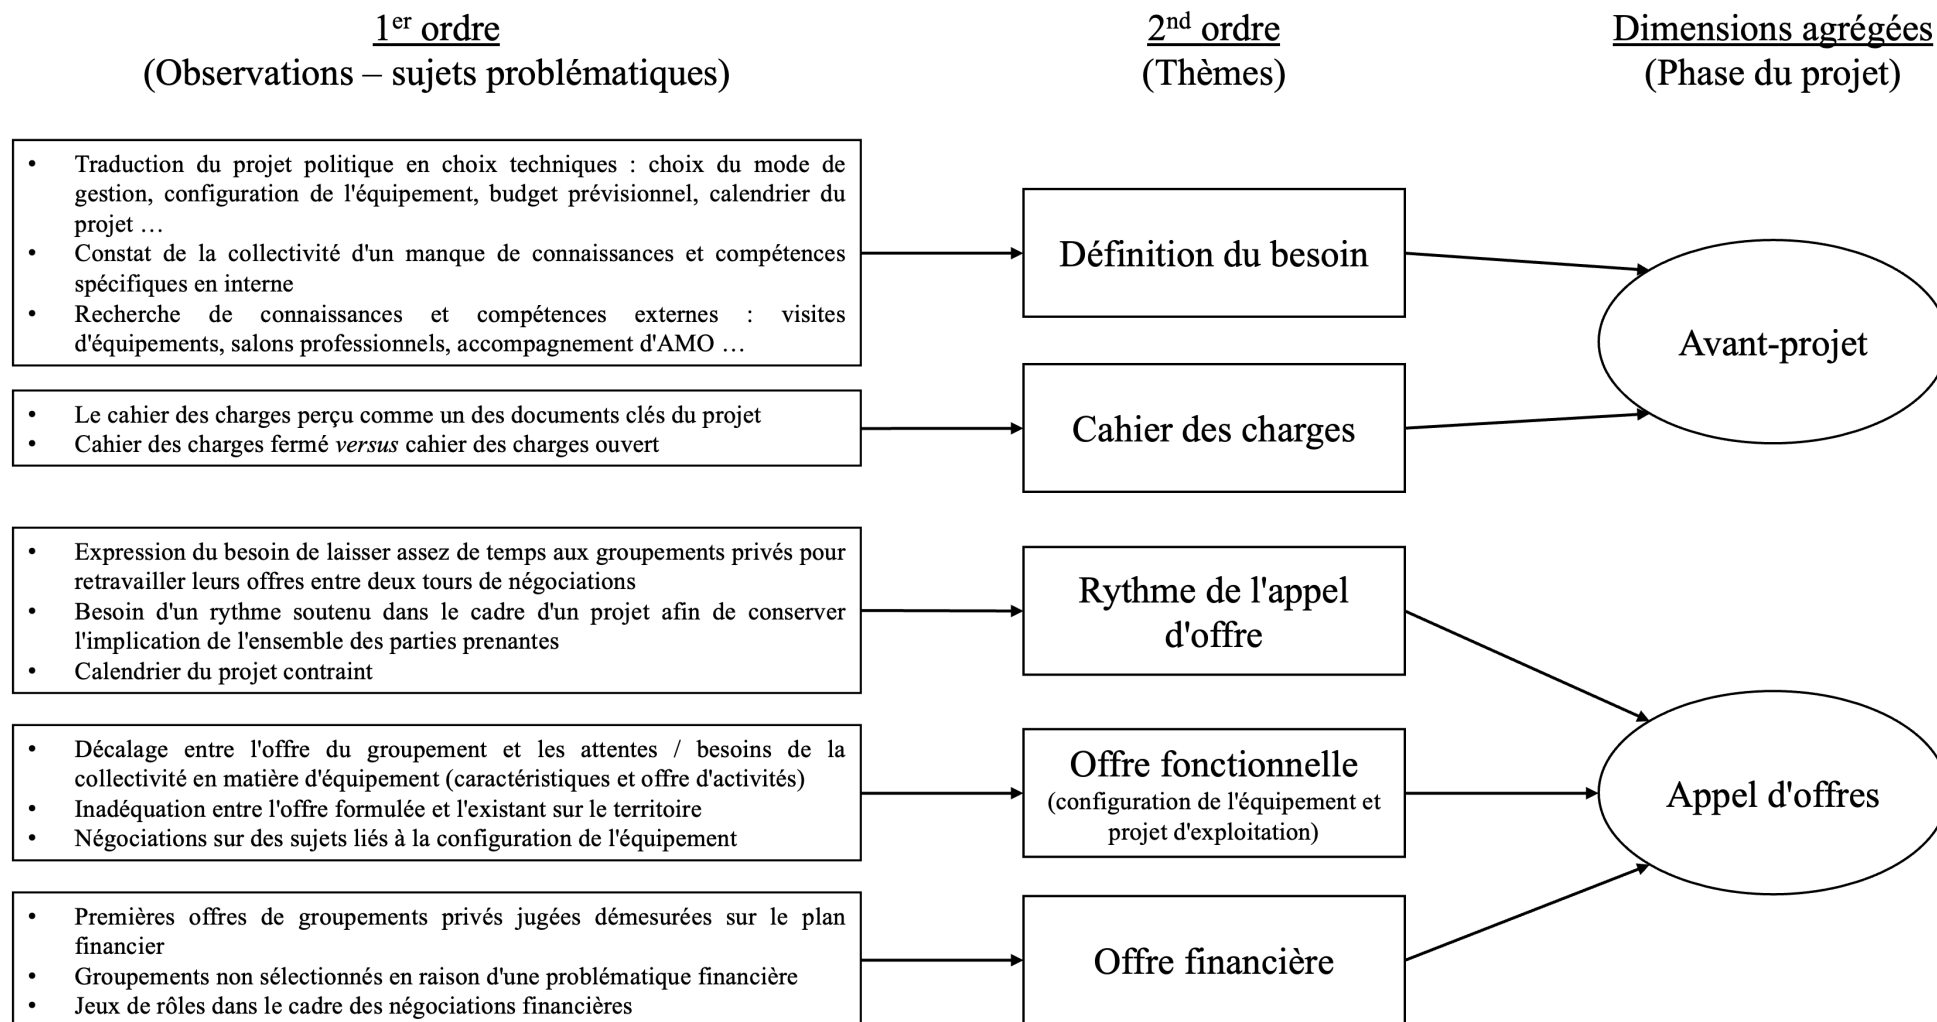 1er ordre
(Observations – sujets problématiques)
2nd ordre
(Thèmes)
Dimensions agrégées
(Phase du projet)
• Traduction du projet politique en choix techniques : choix du mode de
gestion, configuration de l'équipement, budget prévisionnel, calendrier du
projet …
• Constat de la collectivité d'un manque de connaissances et compétences
spécifiques en interne
• Recherche de connaissances et compétences externes : visites
d'équipements, salons professionnels, accompagnement d'AMO …
Définition du besoin
• Le cahier des charges perçu comme un des documents clés du projet
• Cahier des charges fermé versus cahier des charges ouvert
Cahier des charges
Avant-projet
• Expression du besoin de laisser assez de temps aux groupements privés pour
retravailler leurs offres entre deux tours de négociations
• Besoin d'un rythme soutenu dans le cadre d'un projet afin de conserver
l'implication de l'ensemble des parties prenantes
• Calendrier du projet contraint
Rythme de l'appel
d'offre
• Décalage entre l'offre du groupement et les attentes / besoins de la
collectivité en matière d'équipement (caractéristiques et offre d'activités)
• Inadéquation entre l'offre formulée et l'existant sur le territoire
• Négociations sur des sujets liés à la configuration de l'équipement
Offre fonctionnelle
(configuration de l'équipement et
projet d'exploitation)
Appel d'offres
• Premières offres de groupements privés jugées démesurées sur le plan
financier
• Groupements non sélectionnés en raison d'une problématique financière
• Jeux de rôles dans le cadre des négociations financières
Offre financière